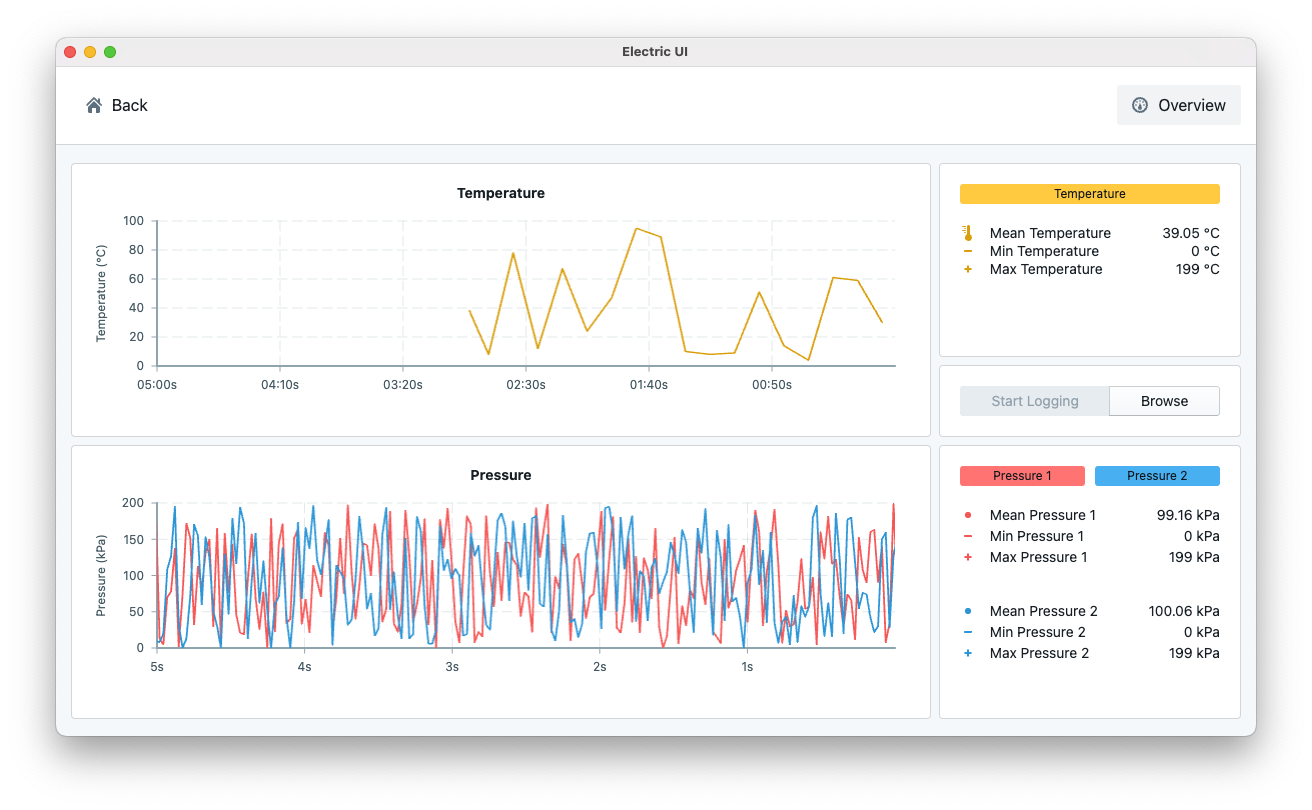 Electric UI
Back
Overview
Temperature
Temperature (°C)
100
80
60
40
20
0
05:00s
04:10s
03:20s
02:30s
01:40s
00:50s
Temperature
Mean Temperature 39.05 °C
Min Temperature 0 °C
Max Temperature 199 °C
Start Logging
Browse
Pressure
Pressure (kPa)
200
150
100
50
0
5s
4s
3s
2s
1s
Pressure 1
Pressure 2
Mean Pressure 1 99.16 kPa
Min Pressure 1 0 kPa
Max Pressure 1 199 kPa
Mean Pressure 2 100.06 kPa
Min Pressure 2 0 kPa
Max Pressure 2 199 kPa